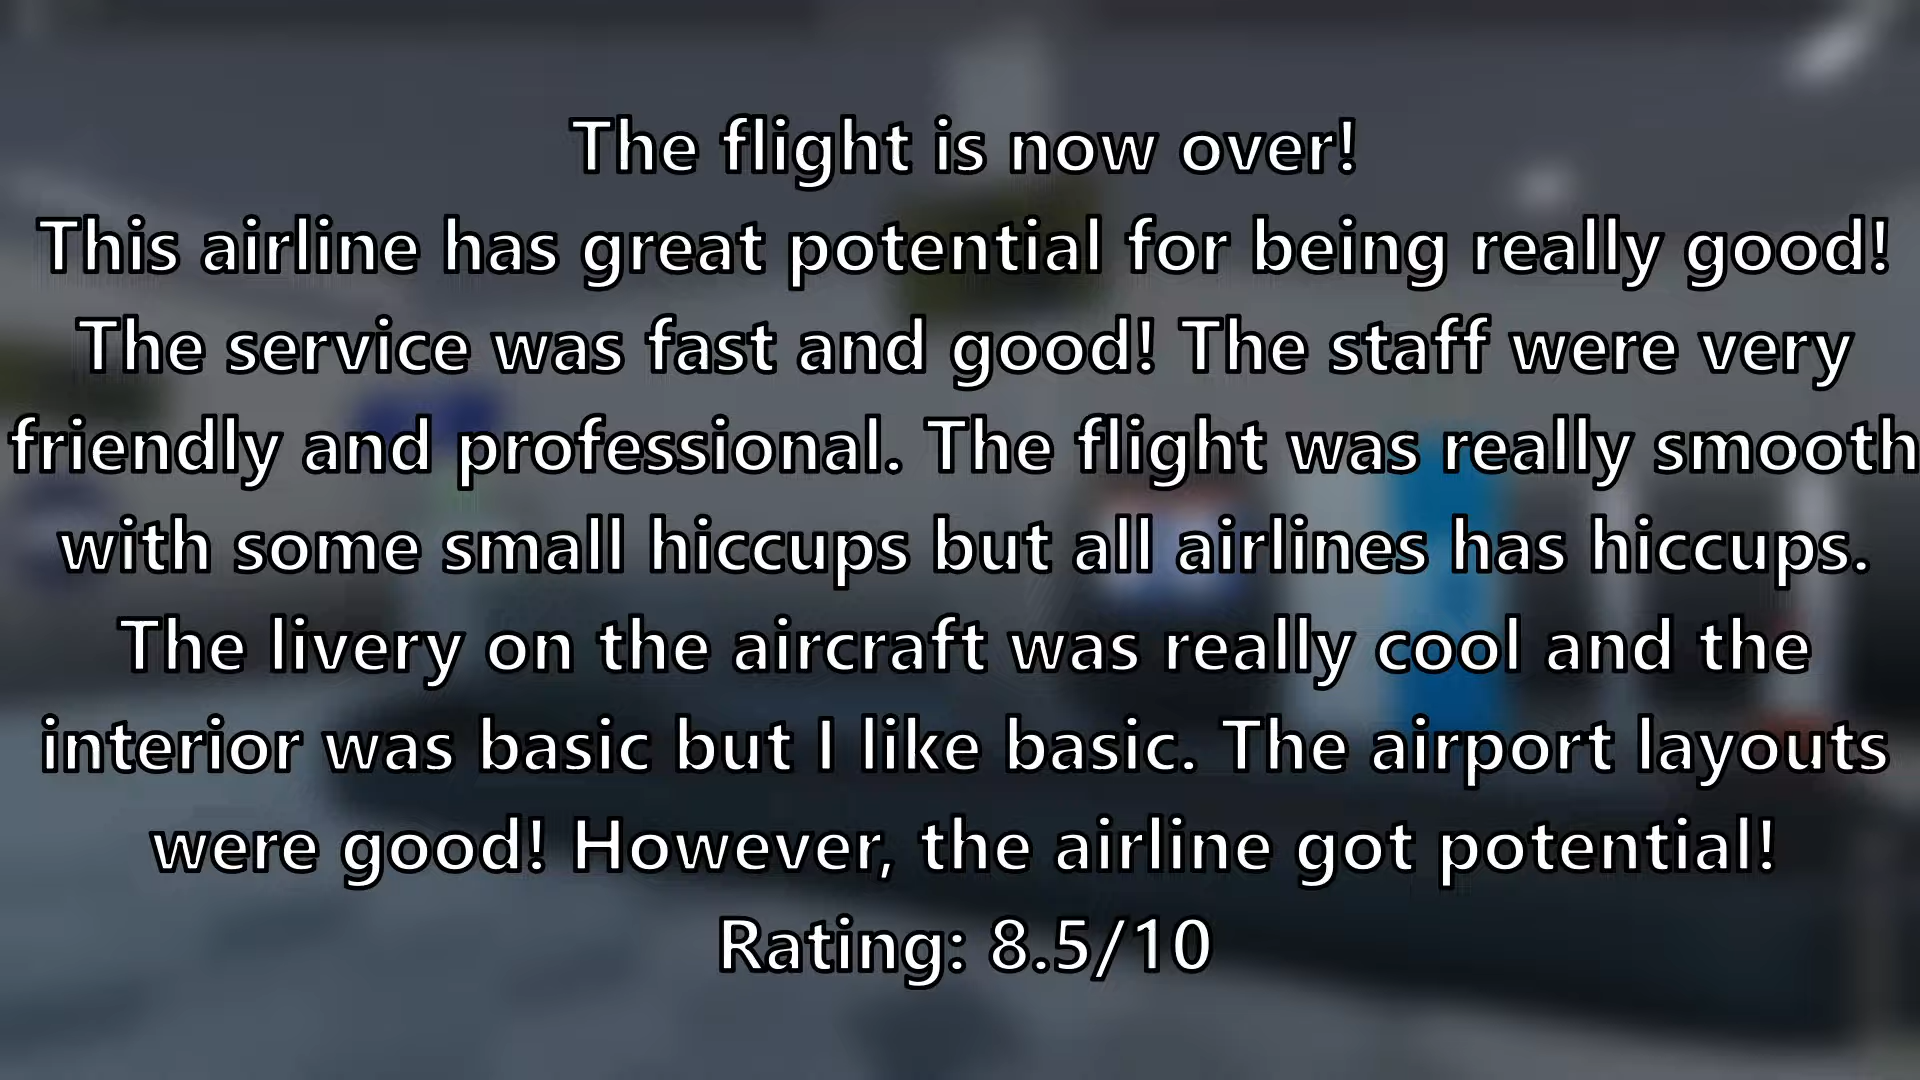 The flight is now over!
This airline has great potential for being really good!
The service was fast and good! The staff were very
friendly and professional. The flight was really smooth
with some small hiccups but all airlines has hiccups.
The livery on the aircraft was really cool and the
interior was basic but I like basic. The airport layouts
were good! However, the airline got potential!
Rating: 8.5/10